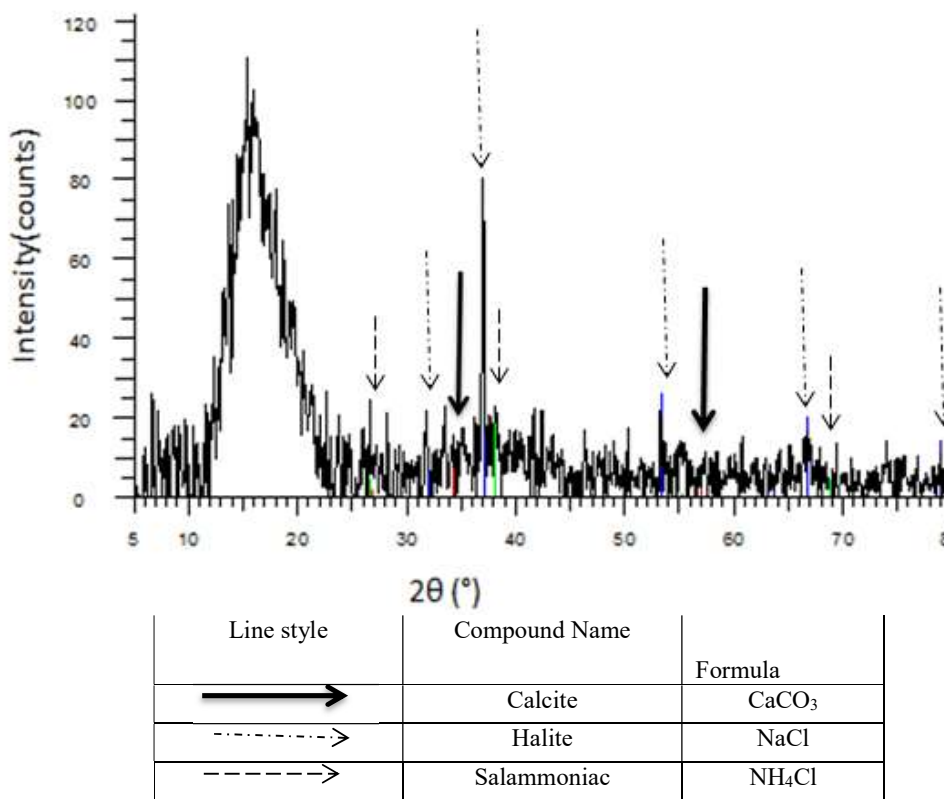 120
100
80
60
40
20
0
Intensity(counts)
5 10 20 30 40 50 60 70 8
2θ (°)
Line style Compound Name Formula
Calcite CaCO₃
Halite NaCl
Salammoniac NH₄Cl